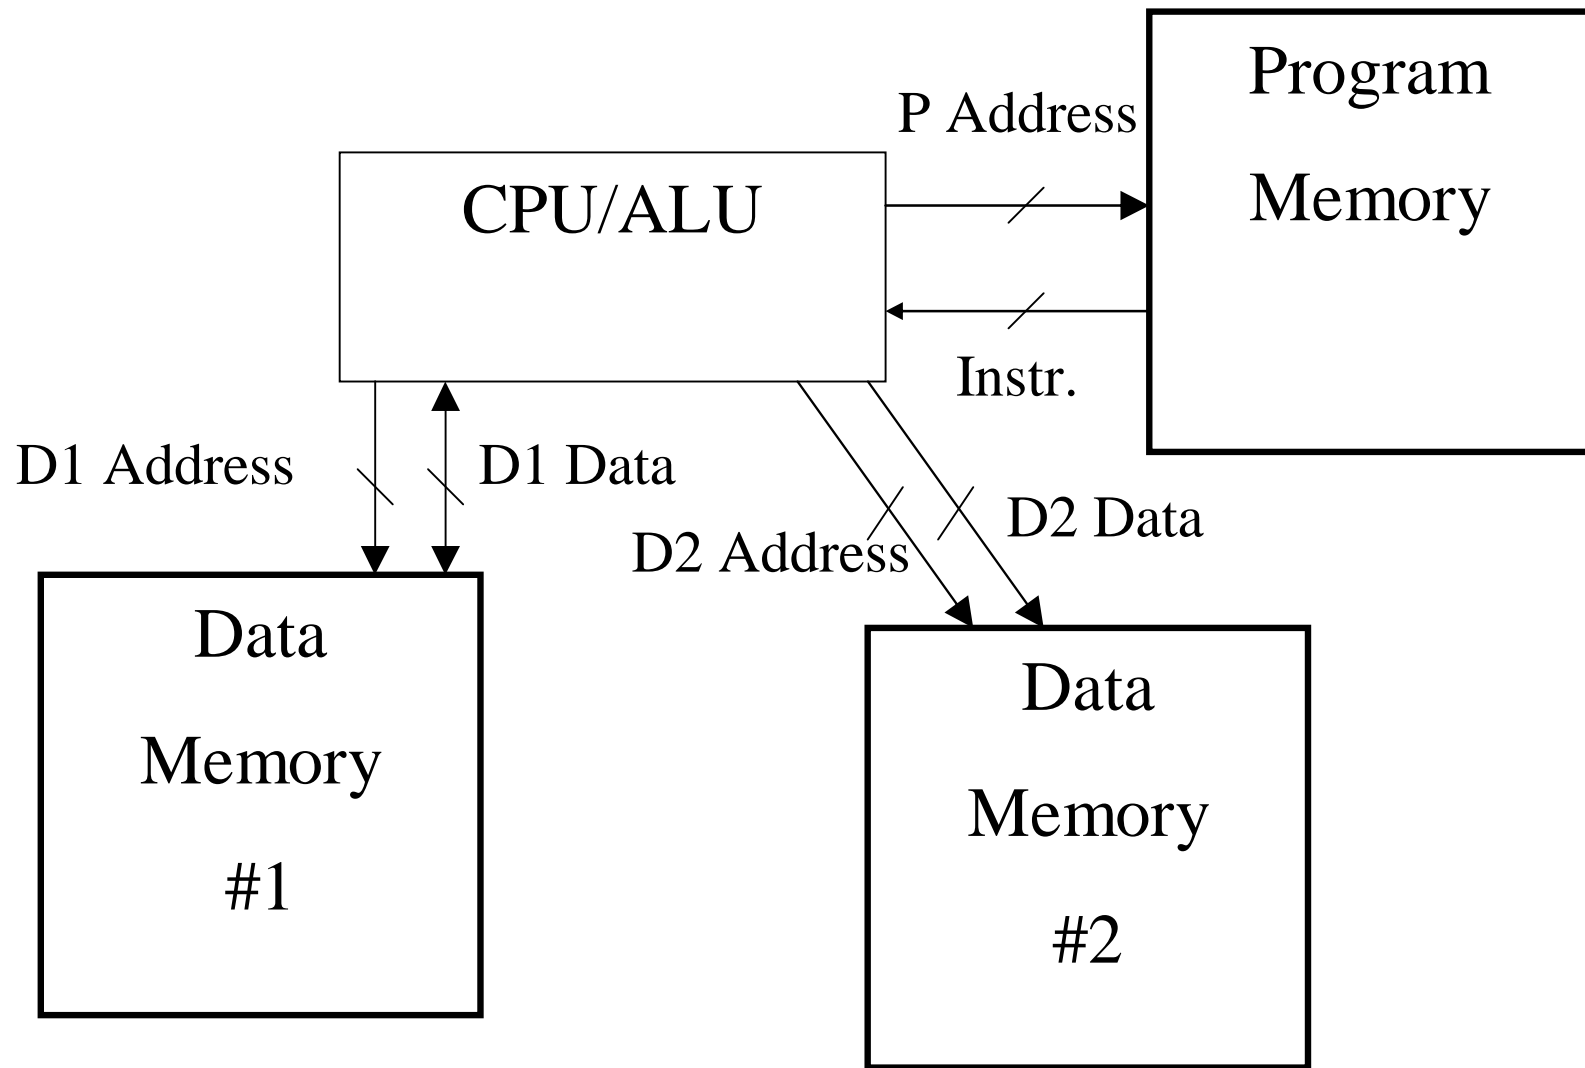 Program
Memory
P Address
CPU/ALU
Instr.
D1 Address
D1 Data
D2 Address
D2 Data
Data
Memory
#1
Data
Memory
#2